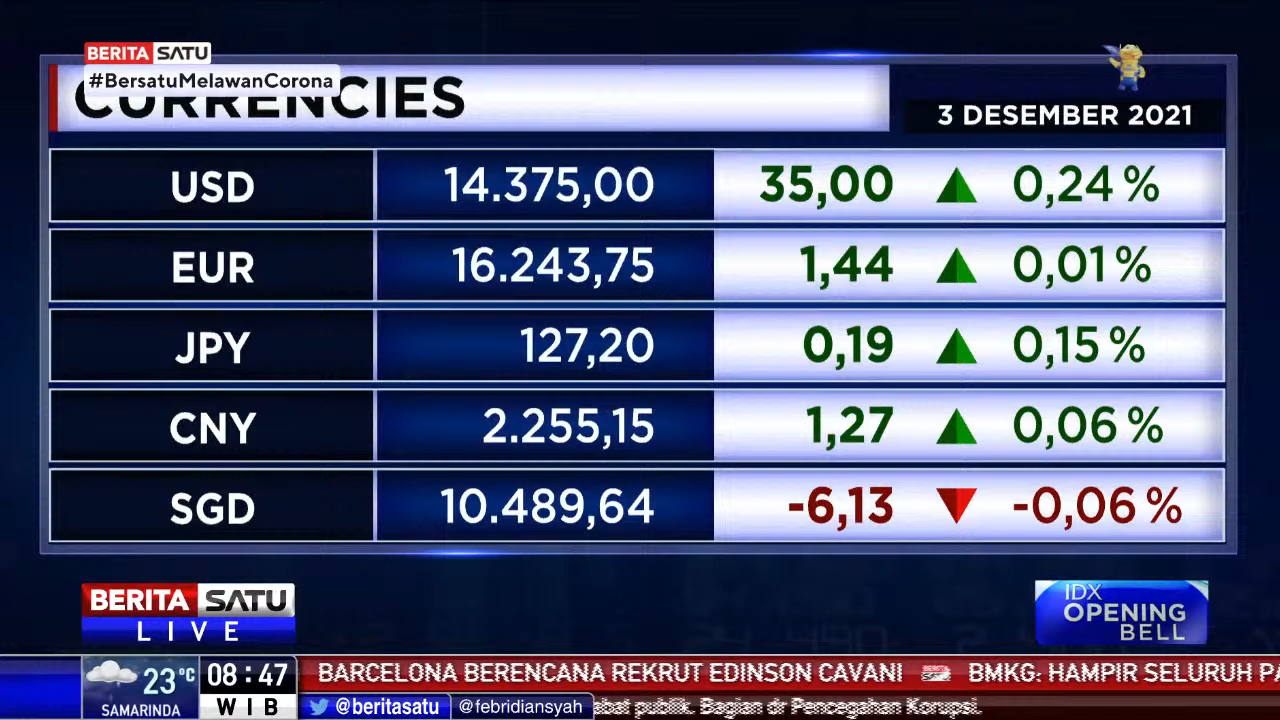 BERITA SATU
#BersatuMelawanCorona
CURRENCIES
3 DESEMBER 2021
USD 14.375,00 35,00 0,24 %
EUR 16.243,75 1,44 0,01 %
JPY 127,20 0,19 0,15 %
CNY 2.255,15 1,27 0,06 %
SGD 10.489,64 -6,13 -0,06 %
BERITA SATU
LIVE
IDX
OPENING
BELL
23°C
SAMARINDA
08:47
WIB
BARCELONA BERENCANA REKRUT EDINSON CAVANI BMKG: HAMPIR SELURUH
@beritasatu @febridiansyah publik. Bagian dr Pencegahan Korupsi.